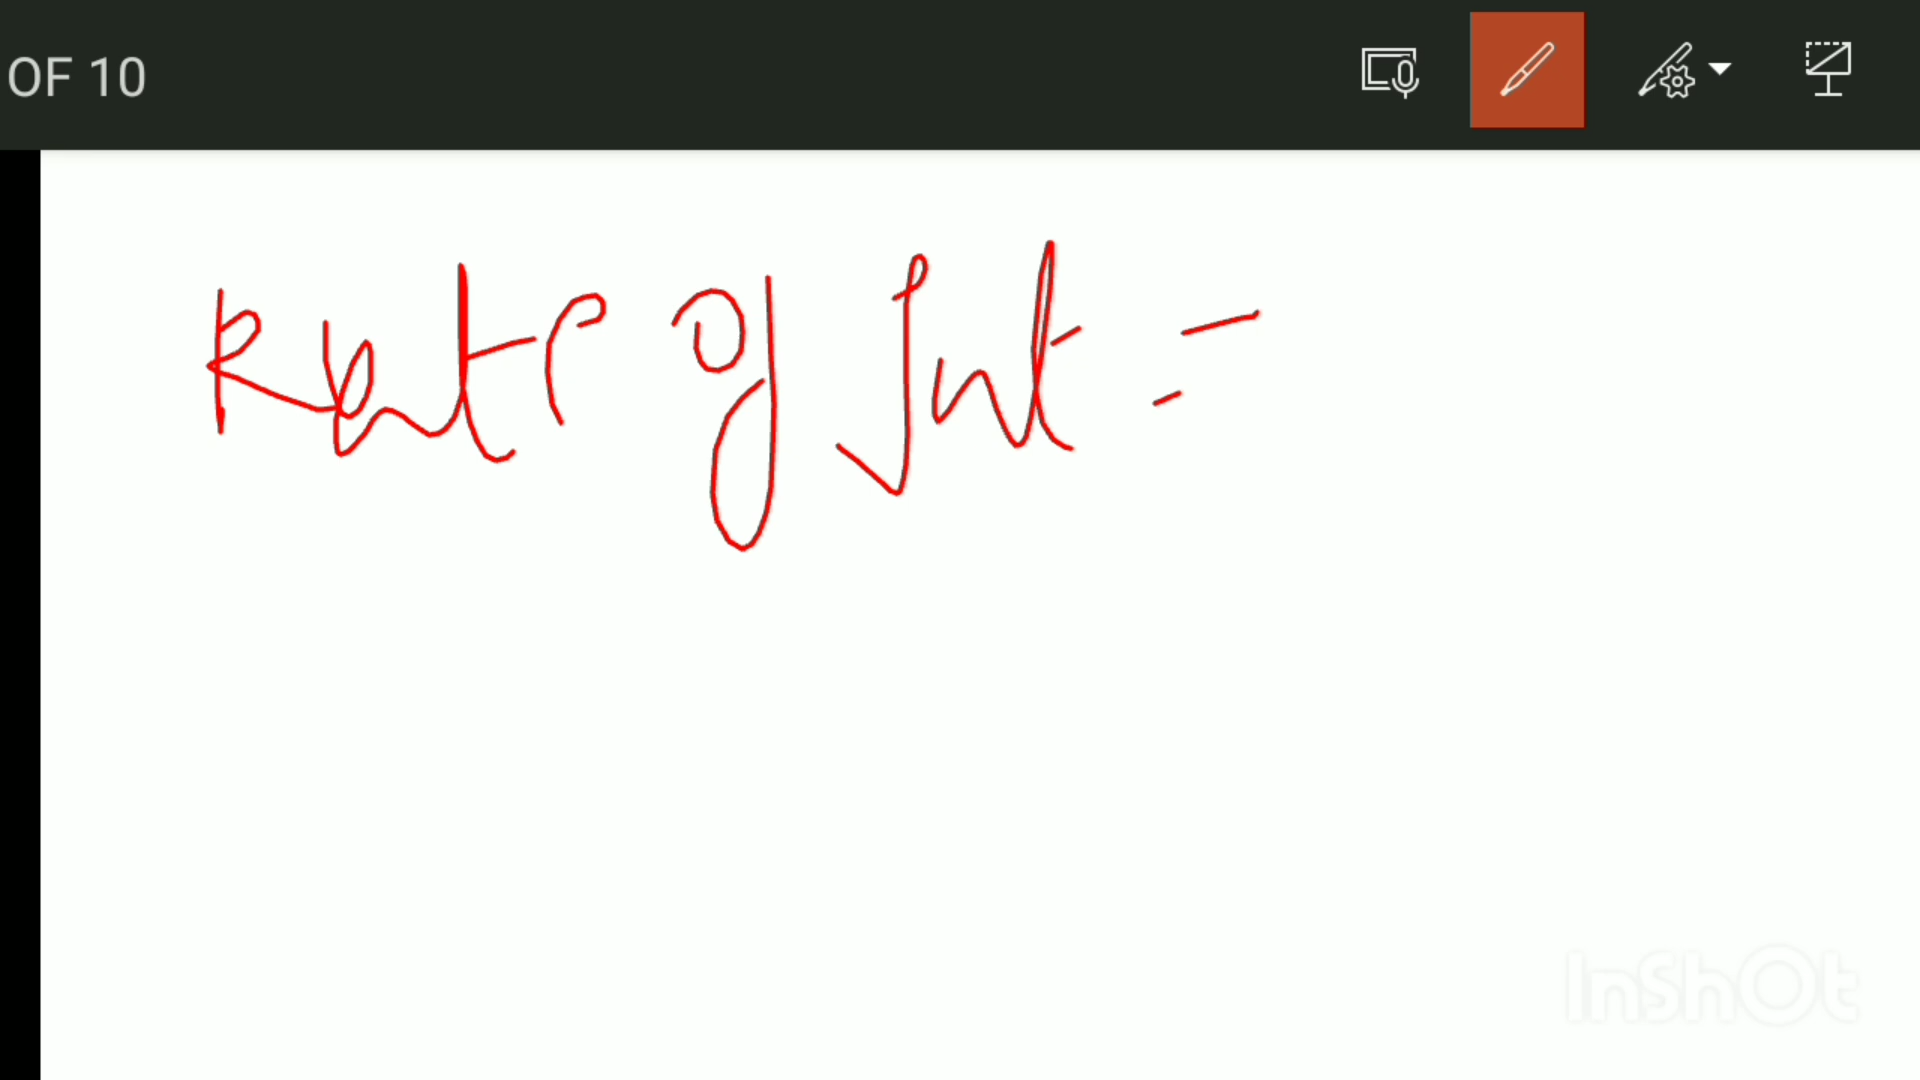 OF 10
Rate of Int =
InShOt